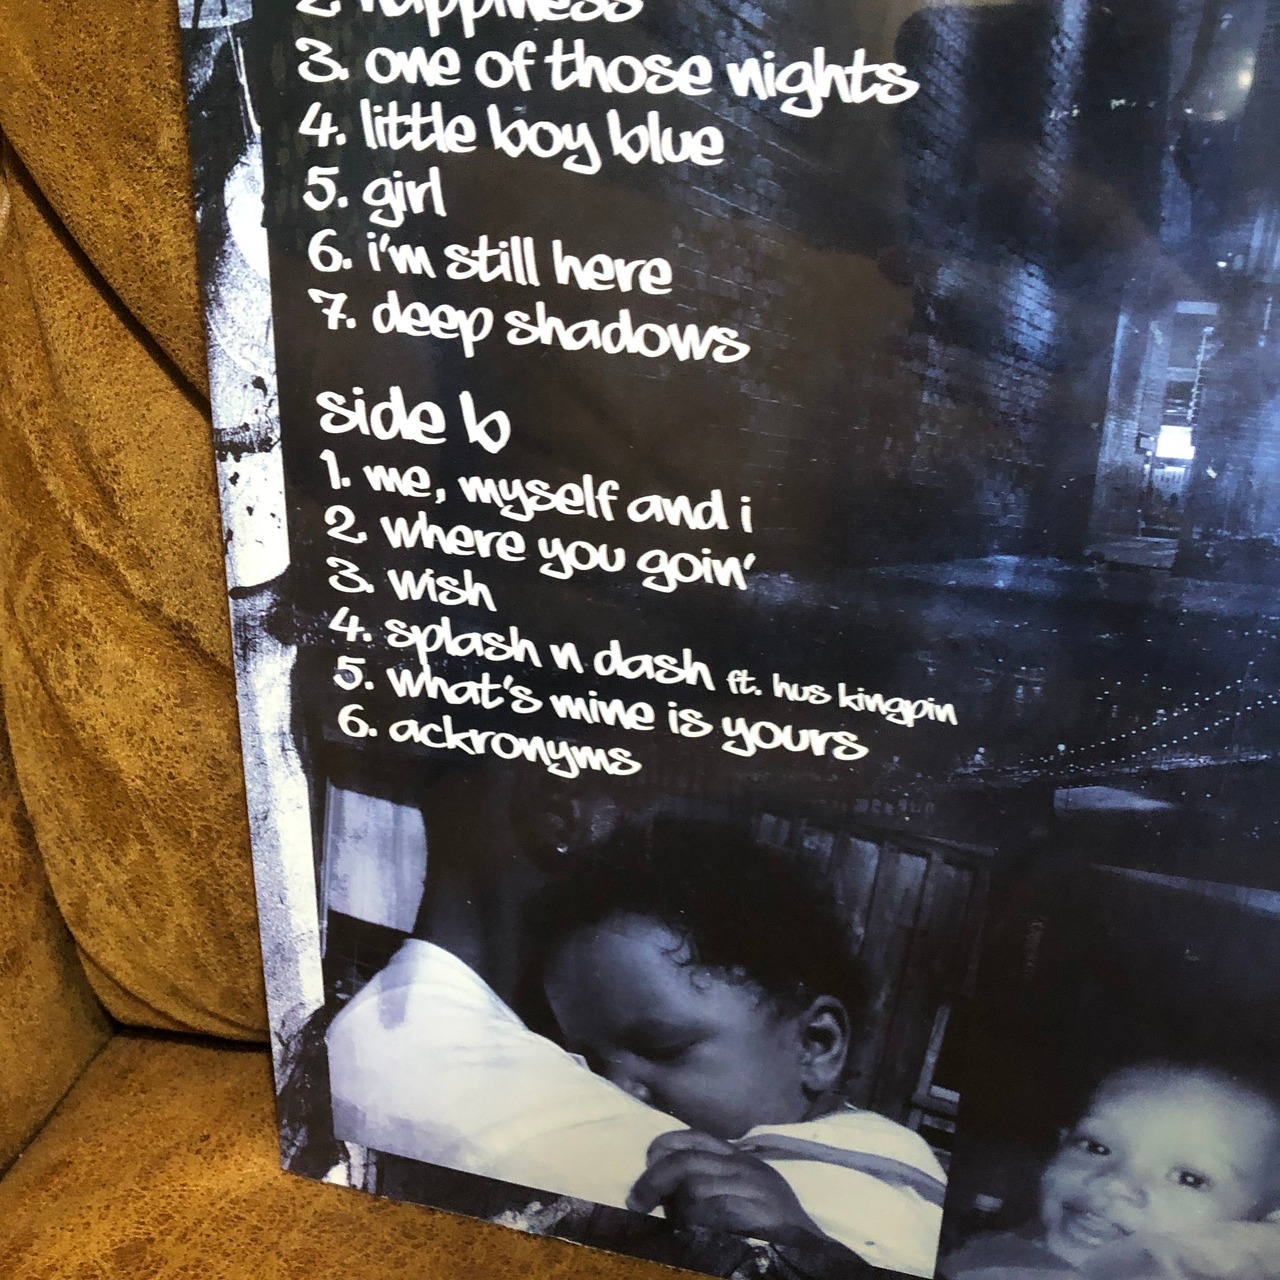 2 happiness
3. one of those nights
4. little boy blue
5. girl
6. i'm still here
7. deep shadows
side b
1. me, myself and i
2. where you goin'
3. wish
4. splash n dash ft. hus kingpin
5. what's mine is yours
6. ackronyms